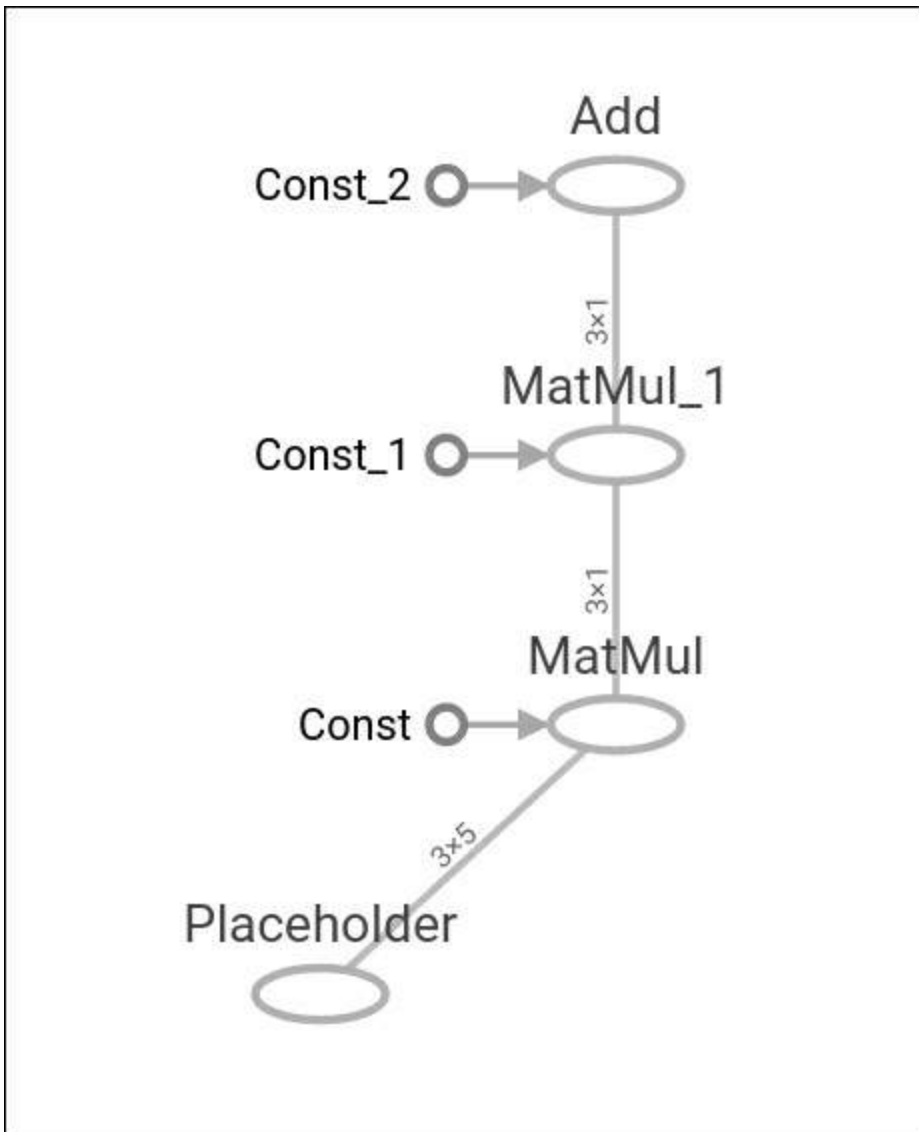 Add
Const_2
3×1
MatMul_1
Const_1
3×1
MatMul
Const
3×5
Placeholder